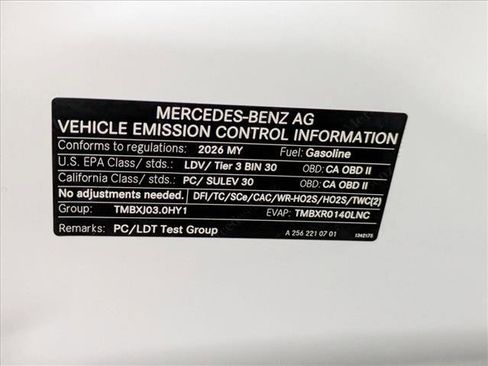 MERCEDES-BENZ AG
VEHICLE EMISSION CONTROL INFORMATION
Conforms to regulations: 2026 MY Fuel: Gasoline
U.S. EPA Class/ stds.: LDV/ Tier 3 BIN 30 OBD: CA OBD II
California Class/ stds.: PC/ SULEV 30 OBD: CA OBD II
No adjustments needed. DFI/TC/SCe/CAC/WR-HO2S/HO2S/TWC(2)
Group: TMBXJ03.0HY1 EVAP: TMBXR0140LNC
Remarks: PC/LDT Test Group A 256 221 07 01